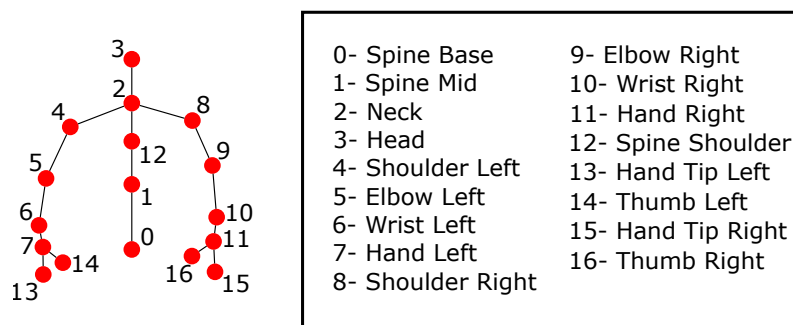 3
2
4
8
12
5
9
1
6
10
0
11
7
14
16
13
15
0- Spine Base
1- Spine Mid
2- Neck
3- Head
4- Shoulder Left
5- Elbow Left
6- Wrist Left
7- Hand Left
8- Shoulder Right
9- Elbow Right
10- Wrist Right
11- Hand Right
12- Spine Shoulder
13- Hand Tip Left
14- Thumb Left
15- Hand Tip Right
16- Thumb Right